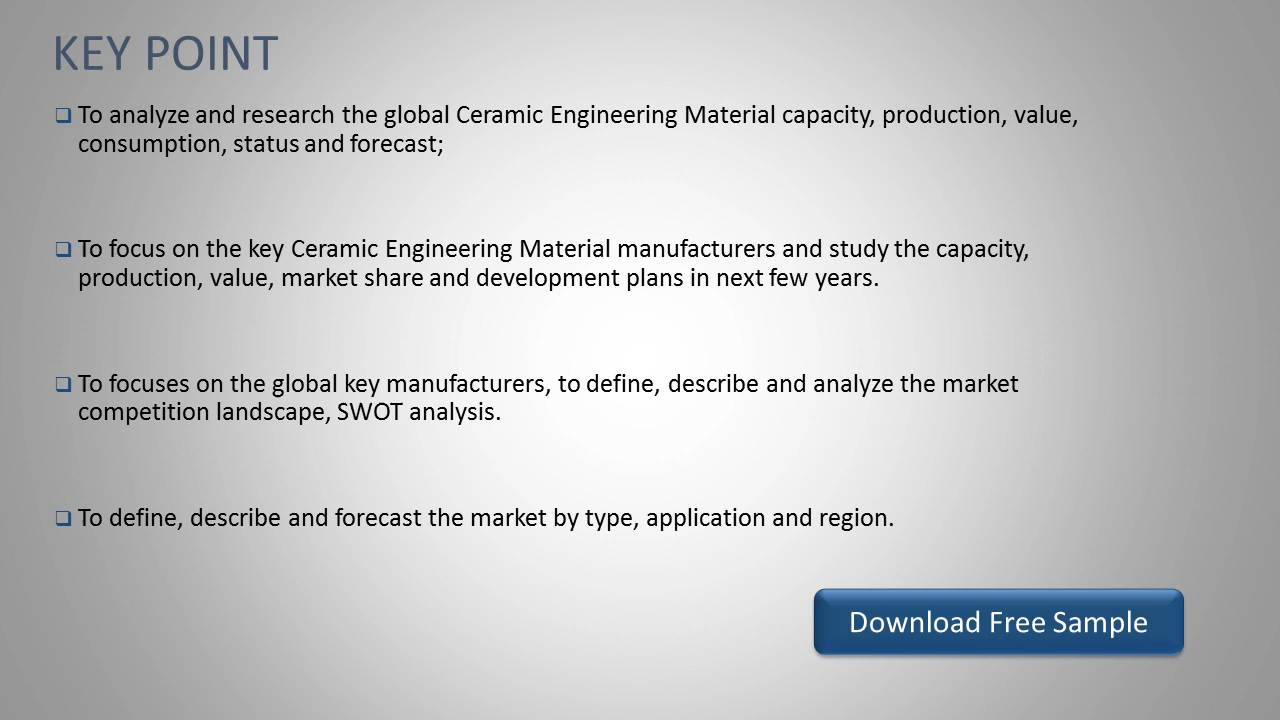 KEY POINT
❑ To analyze and research the global Ceramic Engineering Material capacity, production, value,
consumption, status and forecast;
❑ To focus on the key Ceramic Engineering Material manufacturers and study the capacity,
production, value, market share and development plans in next few years.
❑ To focuses on the global key manufacturers, to define, describe and analyze the market
competition landscape, SWOT analysis.
❑ To define, describe and forecast the market by type, application and region.
Download Free Sample